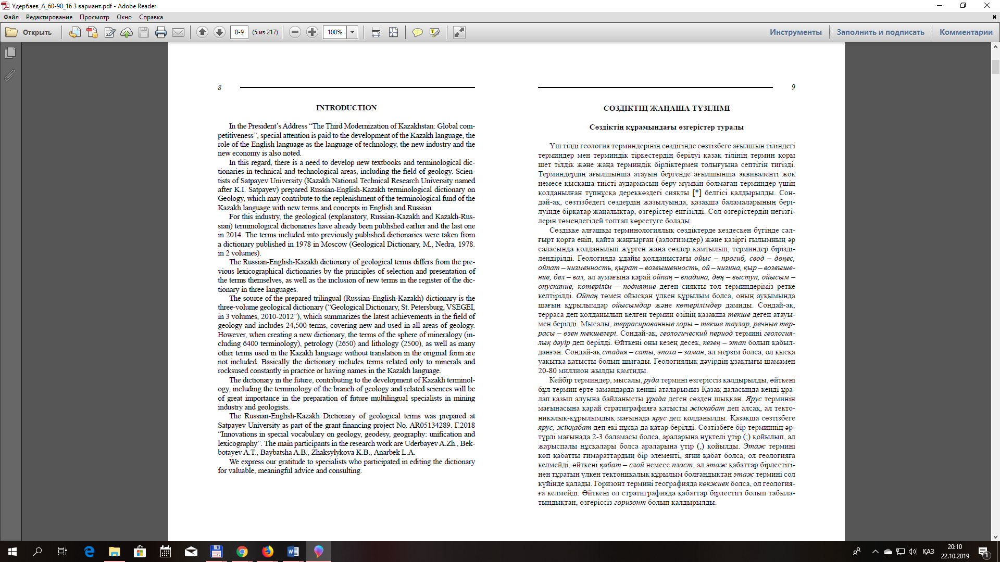 Үдербаев_А_60-90_16 3 вариант.pdf - Adobe Reader
Файл Редактирование Просмотр Окно Справка
Открыть 8-9 (5 из 217) 100% Инструменты Заполнить и подписать Комментарии
8
INTRODUCTION
In the President’s Address “The Third Modernization of Kazakhstan: Global com-
petitiveness”, special attention is paid to the development of the Kazakh language, the
role of the English language as the language of technology, the new industry and the
new economy is also noted.
In this regard, there is a need to develop new textbooks and terminological dic-
tionaries in technical and technological areas, including the field of geology. Scien-
tists of Satpayev University (Kazakh National Technical Research University named
after K.I. Satpayev) prepared Russian-English-Kazakh terminological dictionary on
Geology, which may contribute to the replenishment of the terminological fund of the
Kazakh language with new terms and concepts in English and Russian.
For this industry, the geological (explanatory, Russian-Kazakh and Kazakh-Rus-
sian) terminological dictionaries have already been published earlier and the last one
in 2014. The terms included into previously published dictionaries were taken from
a dictionary published in 1978 in Moscow (Geological Dictionary, M., Nedra, 1978.
in 2 volumes).
The Russian-English-Kazakh dictionary of geological terms differs from the pre-
vious lexicographical dictionaries by the principles of selection and presentation of
the terms themselves, as well as the inclusion of new terms in the register of the dic-
tionary in three languages.
The source of the prepared trilingual (Russian-English-Kazakh) dictionary is the
three-volume geological dictionary (“Geological Dictionary, St. Petersburg, VSEGEI,
in 3 volumes, 2010-2012”), which summarizes the latest achievements in the field of
geology and includes 24,500 terms, covering new and used in all areas of geology.
However, when creating a new dictionary, the terms of the sphere of mineralogy (in-
cluding 6400 terminology), petrology (2650) and lithology (2500), as well as many
other terms used in the Kazakh language without translation in the original form are
not included. Basically the dictionary includes terms related only to minerals and
rocksused constantly in practice or having names in the Kazakh language.
The dictionary in the future, contributing to the development of Kazakh terminol-
ogy, including the terminology of the branch of geology and related sciences will be
of great importance in the preparation of future multilingual specialists in mining
industry and geologists.
The Russian-English-Kazakh Dictionary of geological terms was prepared at
Satpayev University as part of the grant financing project No. AR05134289. Г.2018
“Innovations in special vocabulary on geology, geodesy, geography: unification and
lexicography”. The main participants in the research work are Uderbayev A.Zh., Bek-
botayev A.T., Baybatsha A.B., Zhaksylykova K.B., Anarbek L.A.
We express our gratitude to specialists who participated in editing the dictionary
for valuable, meaningful advice and consulting.
9
СӨЗДІКТІҢ ЖАҢАША ТҮЗІЛІМІ
Сөздіктің құрамындағы өзгерістер туралы
Үш тілді геология терминдерінің сөздігінде сөзтізбеге ағылшын тіліндегі
терминдер мен терминдік тіркестердің берілуі қазақ тілінің термин қоры
шет тілдік және жаңа терминдік бірліктермен толығуына септігін тигізді.
Терминдердің ағылшынша атауын бергенде ағылшынша эквиваленті жоқ
немесе қысқаша тиісті аудармасын беру мүмкін болмаған терминдер үшін
қолданылған түпнұсқа дереккөздегі сияқты [*] белгісі қалдырылды. Сон-
дай-ақ, сөзтізбедегі сөздердің жазылуында, қазақша баламаларының бері-
луінде бірқатар жаңалықтар, өзгерістер енгізілді. Сол өзгерістердің негізгі-
лерін төмендегідей топтап көрсетуге болады.
Сөздікке алғашқы терминологиялық сөздіктерде кездескен бүгінде сал-
ғырт қорға еніп, қайта жаңғырған (аэлогизмдер) және қазіргі ғылымның әр
саласында қолданылып жүрген жаңа сөздер қамтылып, терминдер бірізді-
лендірілді. Геологияда ұдайы қолданыстағы ойыс – прогиб, свод – дөңес,
ойпат – низменность, қырат – возвышенность, ой – низина, қыр – возвыше-
ние, бел – вал, ал аумағына қарай ойпаң – впадина, дөң – выступ, ойысым –
опускание, көтерілім – поднятие деген сияқты төл терминдеріміз ретке
келтірілді. Ойпаң төмен ойысқан үлкен құрылым болса, оның ауқымында
шағын құрылымдар ойысымдар және көтерілімдер дамиды. Сондай-ақ,
терраса деп қолданылып келген термин өзінің қазақша текше деген атауы-
мен берілді. Мысалы, террасированные горы – текше таулар, речные тер-
расы – өзен текшелері. Сондай-ақ, геологический период термині геология-
лық дәуір деп берілді. Өйткені оны кезең десек, кезең – этап болып қабыл-
данған. Сондай-ақ стадия – саты, эпоха – заман, ал мерзім болса, ол қысқа
уақытқа қатысты болып шығады. Геологиялық дәуірдің ұзақтығы шамамен
20-80 миллион жылды қамтиды.
Кейбір терминдер, мысалы, руда термині өзгеріссіз қалдырылды, өйткені
бұл термин ерте замандарда кенші аталарымыз Қазақ даласында кенді ұра-
лап қазып алуына байланысты ұрада деген сөзден шыққан. Ярус терминін
мағынасына қарай стратиграфияға қатысты жікқабат деп алсақ, ал текто-
никалық-құрылымдық мағынада ярус деп қолданылды. Қазақша сөзтізбеге
ярус, жікқабат деп екі нұсқа да қатар берілді. Сөзтізбеге бір терминнің әр-
түрлі мағынада 2-3 баламасы болса, араларына нүктелі үтір (;) қойылып, ал
жарыспалы нұсқалары болса араларына үтір (,) қойылды. Этаж термині
көп қабатты ғимараттардың бір элементі, яғни қабат болса, ол геологияға
келмейді, өйткені қабат – слой немесе пласт, ал этаж қабаттар бірлестігі-
нен тұратын үлкен тектоникалық құрылым болғандықтан этаж термині сол
күйінде қалады. Горизонт термині географияда көкжиек болса, ол геология-
ға келмейді. Өйткені ол стратиграфияда қабаттар бірлестігі болып табыла-
тындықтан, өзгеріссіз горизонт болып қалдырылды.
ҚАЗ 20:10
22.10.2019
1